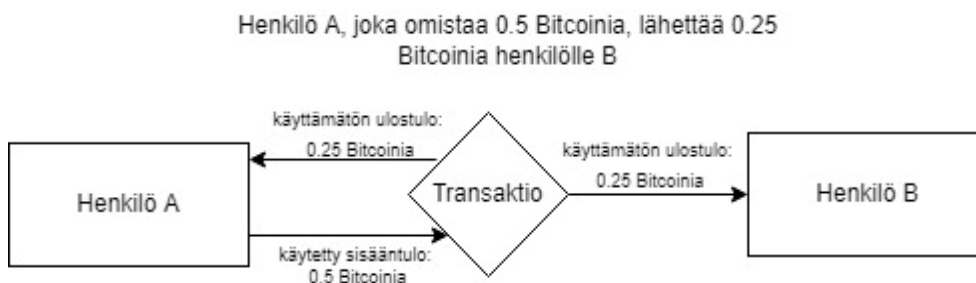 Henkilö A, joka omistaa 0.5 Bitcoinia, lähettää 0.25
Bitcoinia henkilölle B
käyttämätön ulostulo:
0.25 Bitcoinia
käyttämätön ulostulo:
0.25 Bitcoinia
Henkilö A
Transaktio
Henkilö B
käytetty sisääntulo:
0.5 Bitcoinia